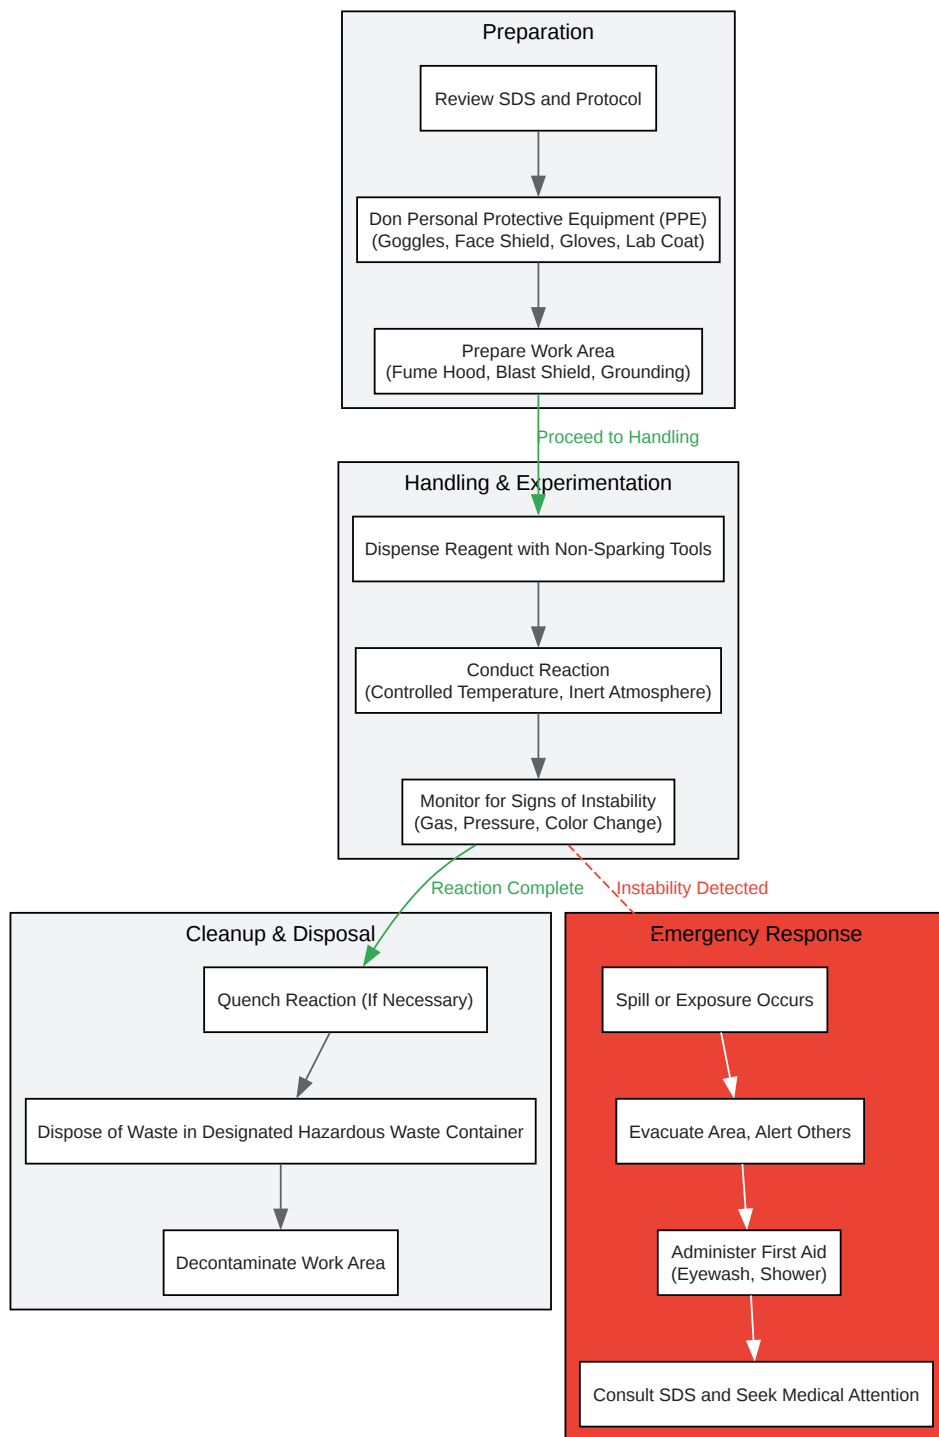 Preparation
Review SDS and Protocol
Don Personal Protective Equipment (PPE)
(Goggles, Face Shield, Gloves, Lab Coat)
Prepare Work Area
(Fume Hood, Blast Shield, Grounding)
Proceed to Handling
Handling & Experimentation
Dispense Reagent with Non-Sparking Tools
Conduct Reaction
(Controlled Temperature, Inert Atmosphere)
Monitor for Signs of Instability
(Gas, Pressure, Color Change)
Reaction Complete
Instability Detected
Cleanup & Disposal
Quench Reaction (If Necessary)
Dispose of Waste in Designated Hazardous Waste Container
Decontaminate Work Area
Emergency Response
Spill or Exposure Occurs
Evacuate Area, Alert Others
Administer First Aid
(Eyewash, Shower)
Consult SDS and Seek Medical Attention